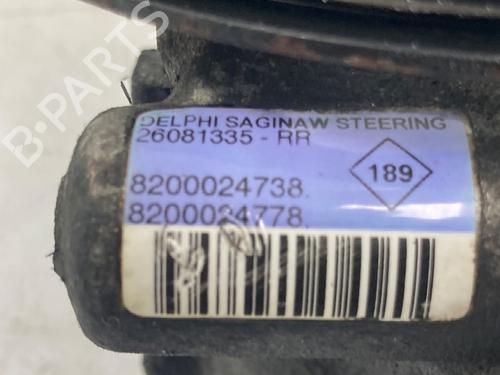 DELPHI SAGINAW STEERING
26081335 - RR
189
8200024738
8200024778
B-PARTS